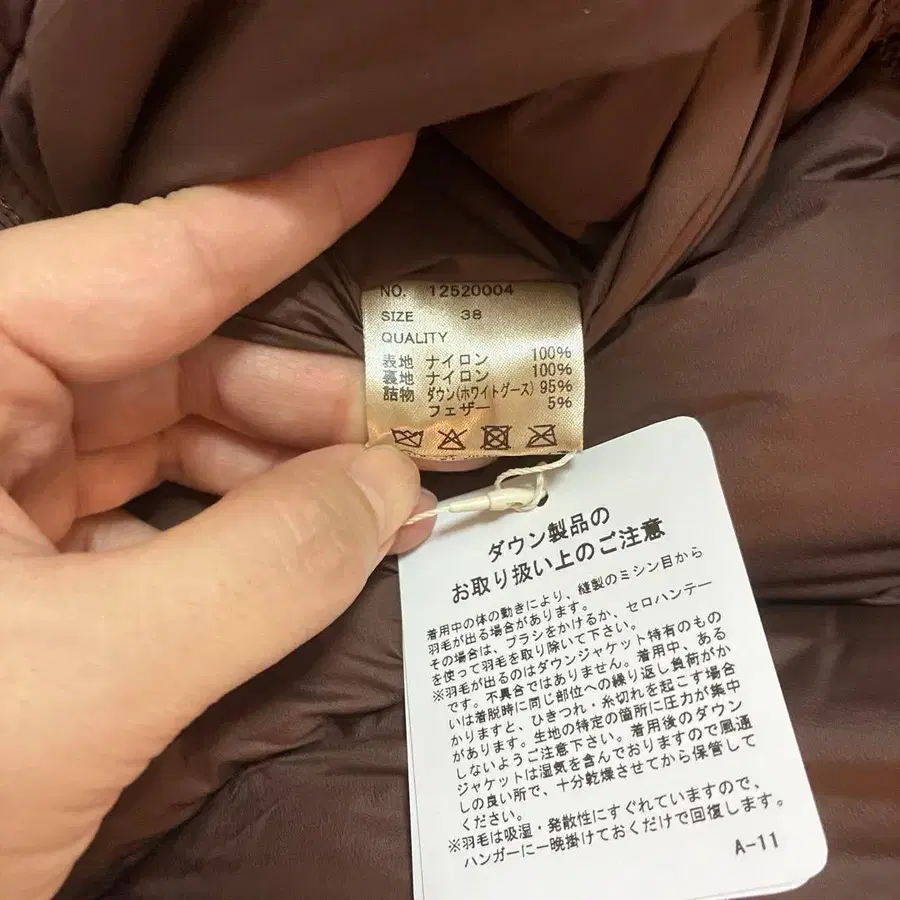 NO. 12520004
SIZE 38
QUALITY
表地 ナイロン 100%
裏地 ナイロン 100%
詰物 ダウン(ホワイトグース) 95%
フェザー 5%
ダウン製品の
お取り扱い上のご注意
着用中の体の動きにより、縫製のミシン目から
羽毛が出る場合があります。
その場合は、ブラシをかけるか、セロハンテー
を使って羽毛を取り除いて下さい。
※羽毛が出るのはダウンジャケット特有のもの
です。不具合ではありません。着用中、ある
いは着脱時に同じ部位への繰り返し負荷がか
かりますと、ひきつれ・糸切れを起こす場合
があります。生地の特定の箇所に圧力が集中
しないようご注意下さい。着用後のダウン
ジャケットは湿気を含んでおりますので風通
しの良い所で、十分乾燥させてから保管して
ください。
※羽毛は吸湿・発散性にすぐれていますので、
ハンガーに一晩掛けておくだけで回復します。
A-11